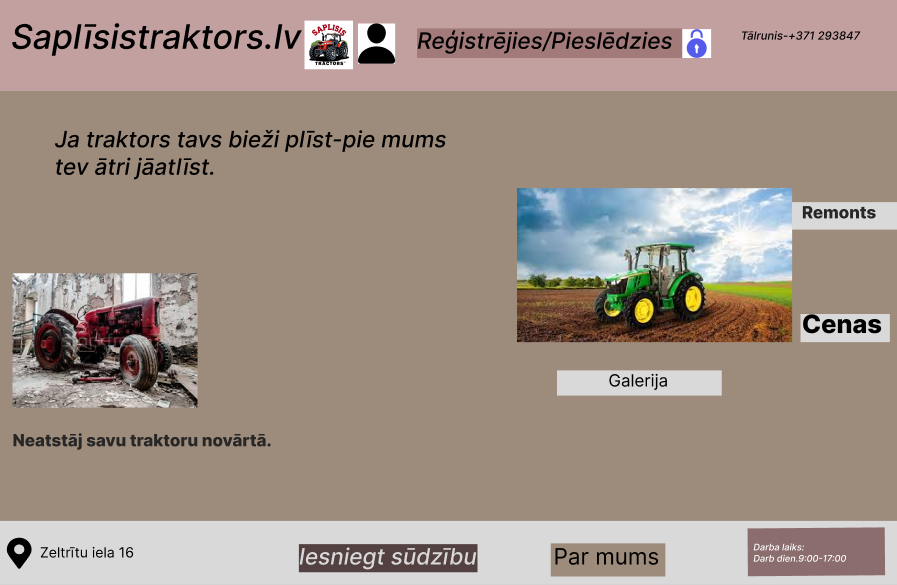 Saplīsistraktors.lv
SAPLISIS
TRACTORS
Reģistrējies/Pieslēdzies
Tālrunis-+371 293847
Ja traktors tavs bieži plīst-pie mums
tev ātri jāatlīst.
Remonts
Cenas
Galerija
Neatstāj savu traktoru novārtā.
Zeltrītu iela 16
Iesniegt sūdzību
Par mums
Darba laiks:
Darb dien.9:00-17:00